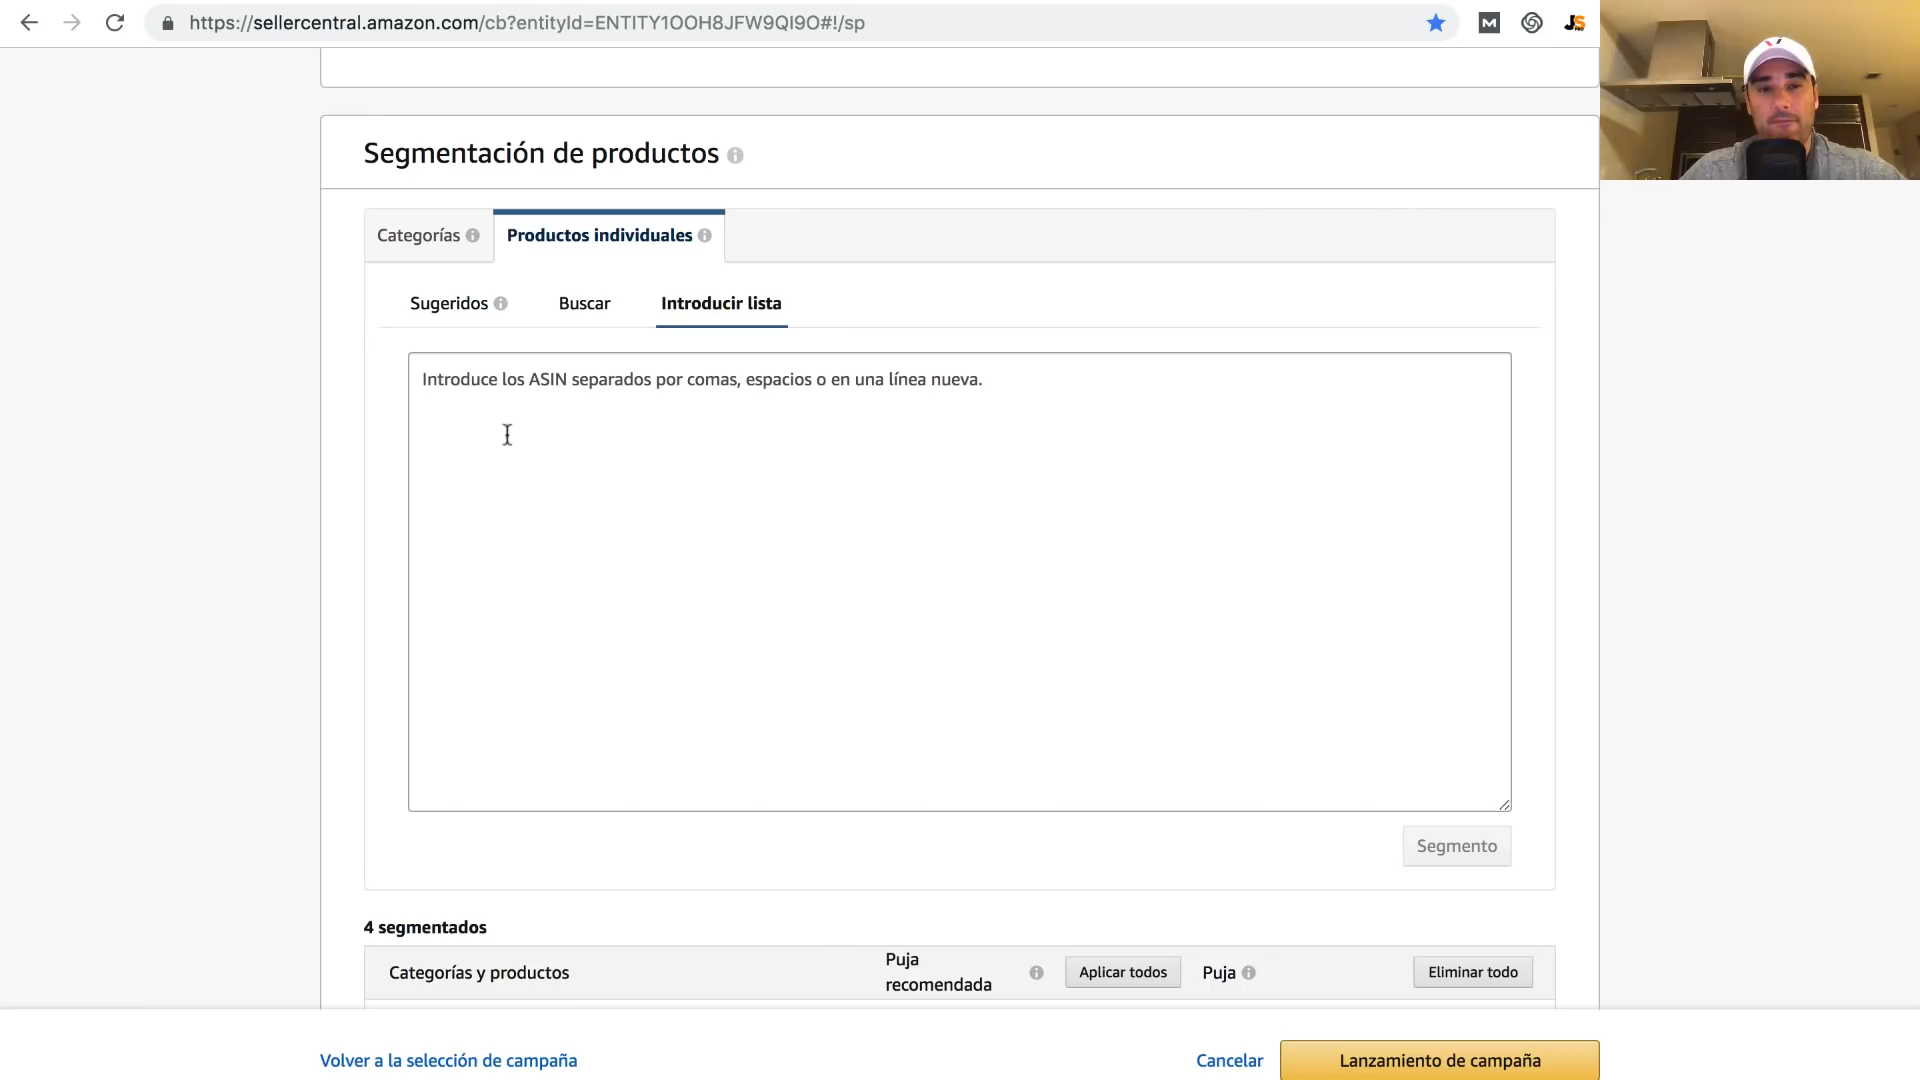 https://sellercentral.amazon.com/cb?entityId=ENTITY1OOH8JFW9QI9O#!/sp
Segmentación de productos
Categorías
Productos individuales
Sugeridos
Buscar
Introducir lista
Introduce los ASIN separados por comas, espacios o en una línea nueva.
Segmento
4 segmentados
Categorías y productos
Puja
recomendada
Aplicar todos
Puja
Eliminar todo
Volver a la selección de campaña
Cancelar
Lanzamiento de campaña